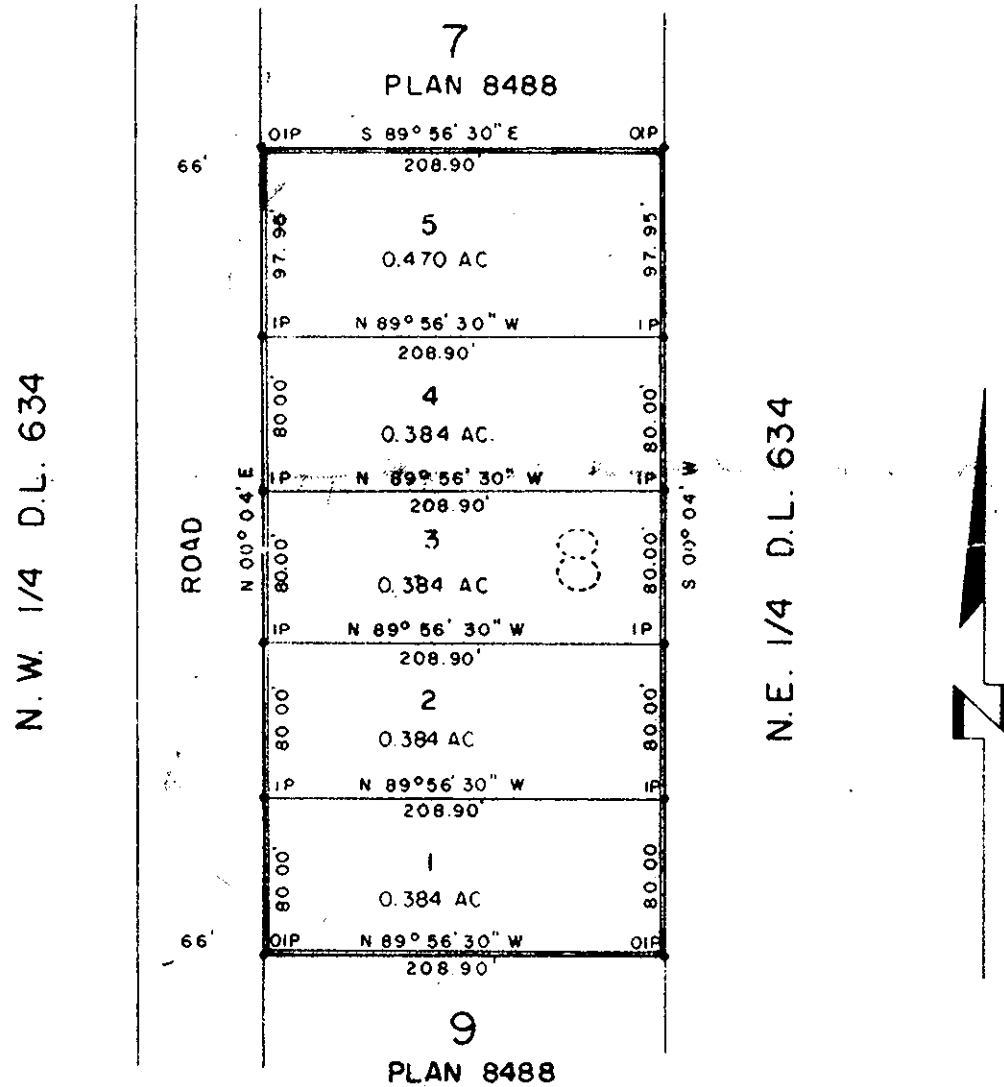 7
PLAN 8488
OIP S 89° 56' 30" E OIP
66'
208.90'
97.95'
5
97.95'
0.470 AC
IP N 89° 56' 30" W IP
208.90'
80.00'
4
80.00'
0.384 AC.
IP N 89° 56' 30" W IP
208.90'
N. W. 1/4 D.L. 634
ROAD
N 00° 04' E
80.00'
3
8
80.00'
S 00° 04' W
N.E. 1/4 D.L. 634
0.384 AC
IP N 89° 56' 30" W IP
208.90'
80.00'
2
80.00'
0.384 AC
N
IP N 89° 56' 30" W IP
208.90'
80.00'
1
80.00
0.384 AC
66'
OIP N 89° 56' 30" W OIP
208.90'
9
PLAN 8488